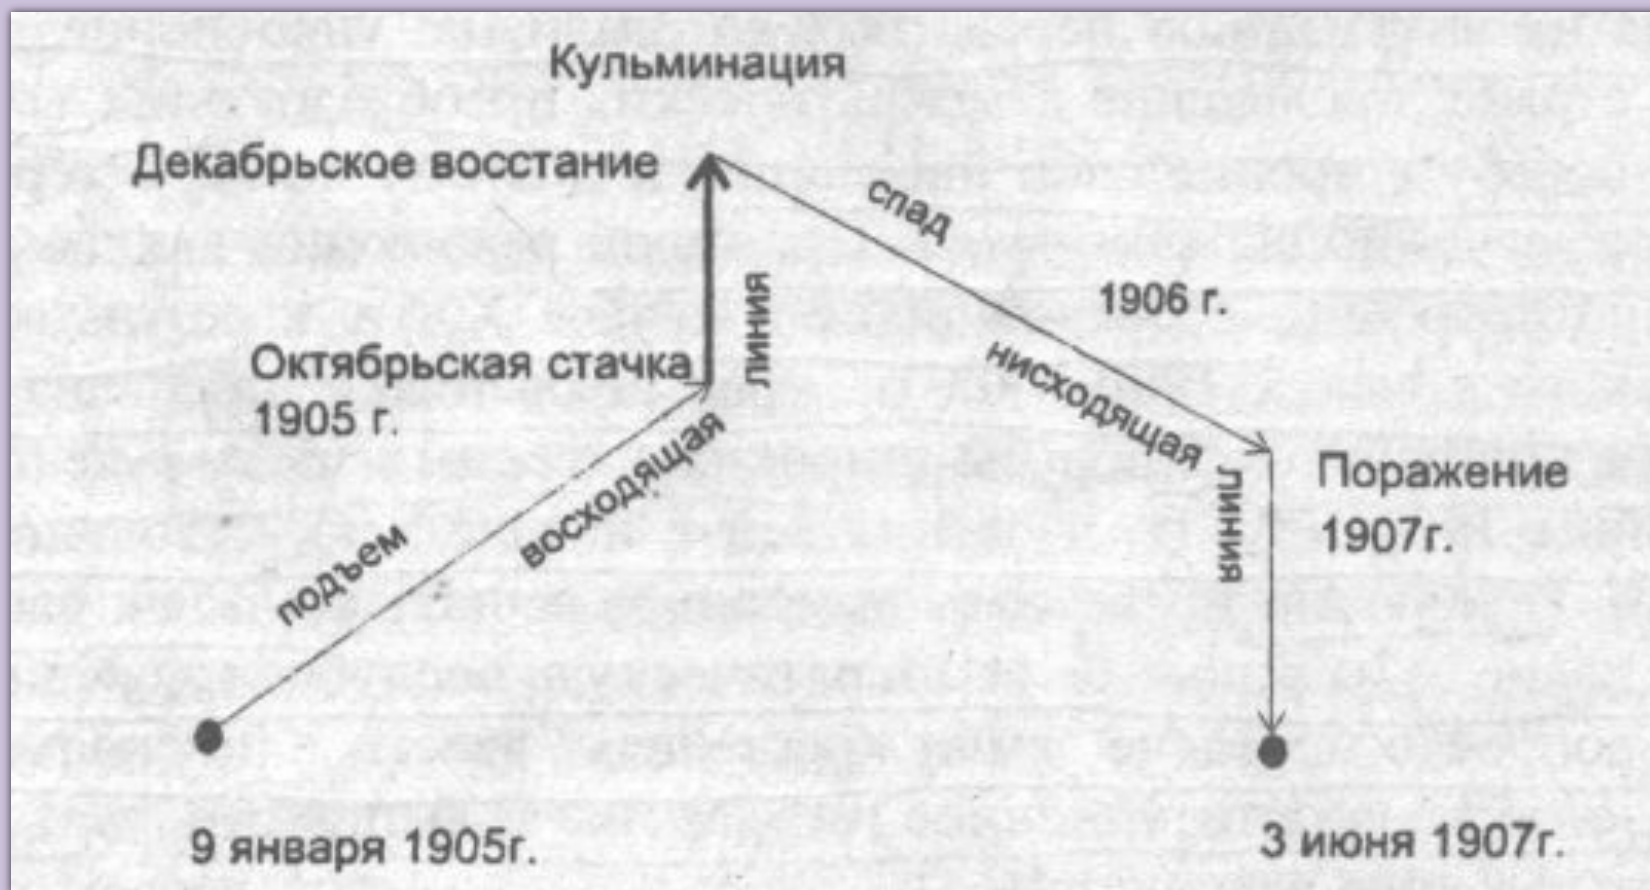 Кульминация
Декабрьское восстание
спад
линия
1906 г.
Октябрьская стачка
1905 г.
нисходящая
линия
Поражение
1907г.
восходящая
подъем
9 января 1905г.
3 июня 1907г.